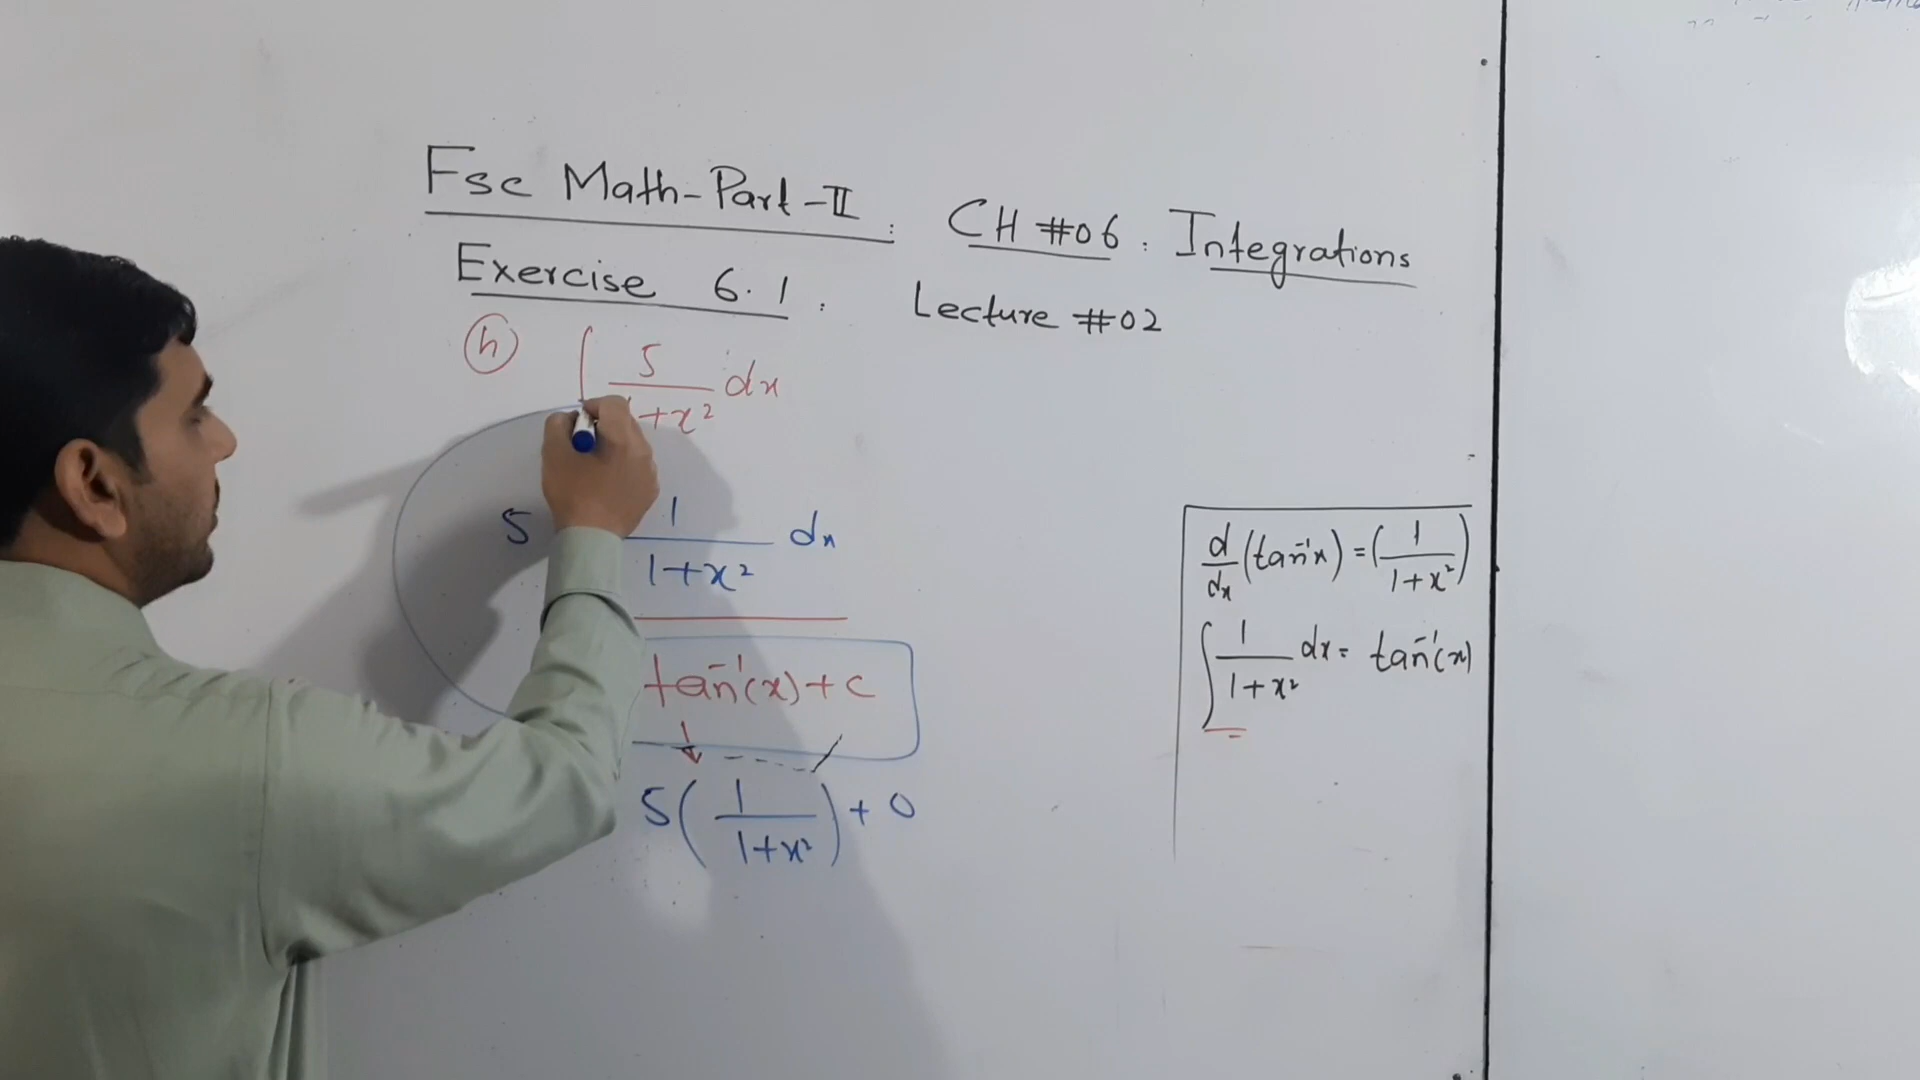 Fsc Math-Part-II : CH #06 : Integrations
Exercise 6.1 : Lecture #02
(h) ∫ 5/1+x² dx
5 1/1+x² dx
tan⁻¹(x)+c
5(1/1+x²)+0
d/dx (tan⁻¹x) = (1/1+x²)
∫ 1/1+x² dx = tan⁻¹(x)